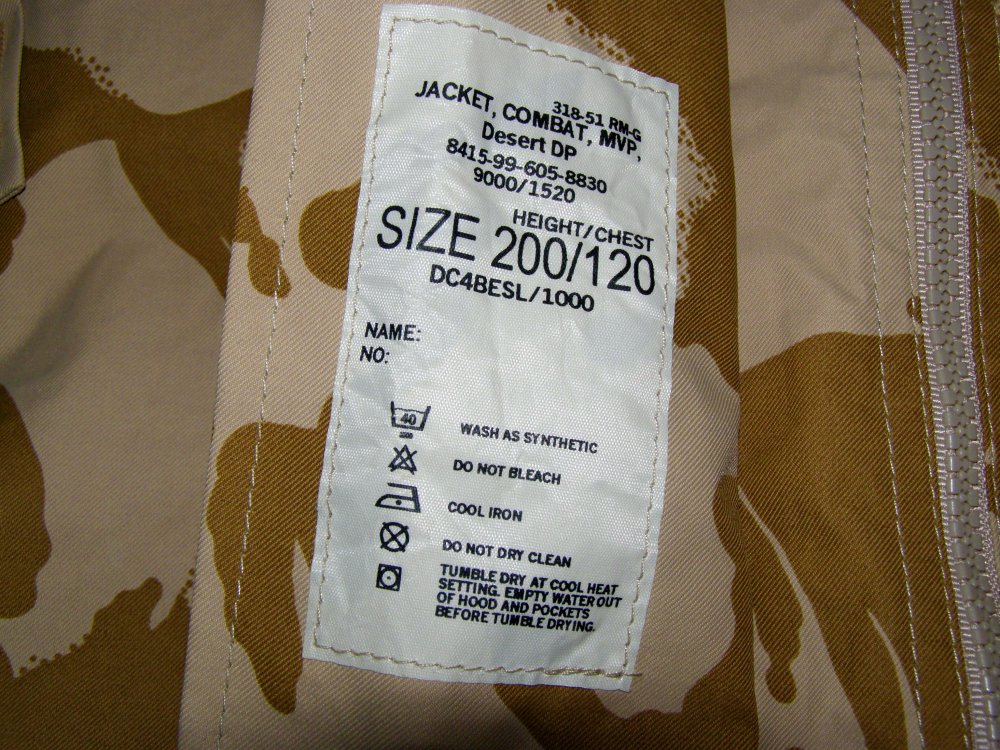 318-51 RM-G
JACKET, COMBAT, MVP,
Desert DP
8415-99-605-8830
9000/1520
HEIGHT/CHEST
SIZE 200/120
DC4BESL/1000
NAME:
NO:
40
WASH AS SYNTHETIC
DO NOT BLEACH
COOL IRON
DO NOT DRY CLEAN
TUMBLE DRY AT COOL HEAT
SETTING. EMPTY WATER OUT
OF HOOD AND POCKETS
BEFORE TUMBLE DRYING.